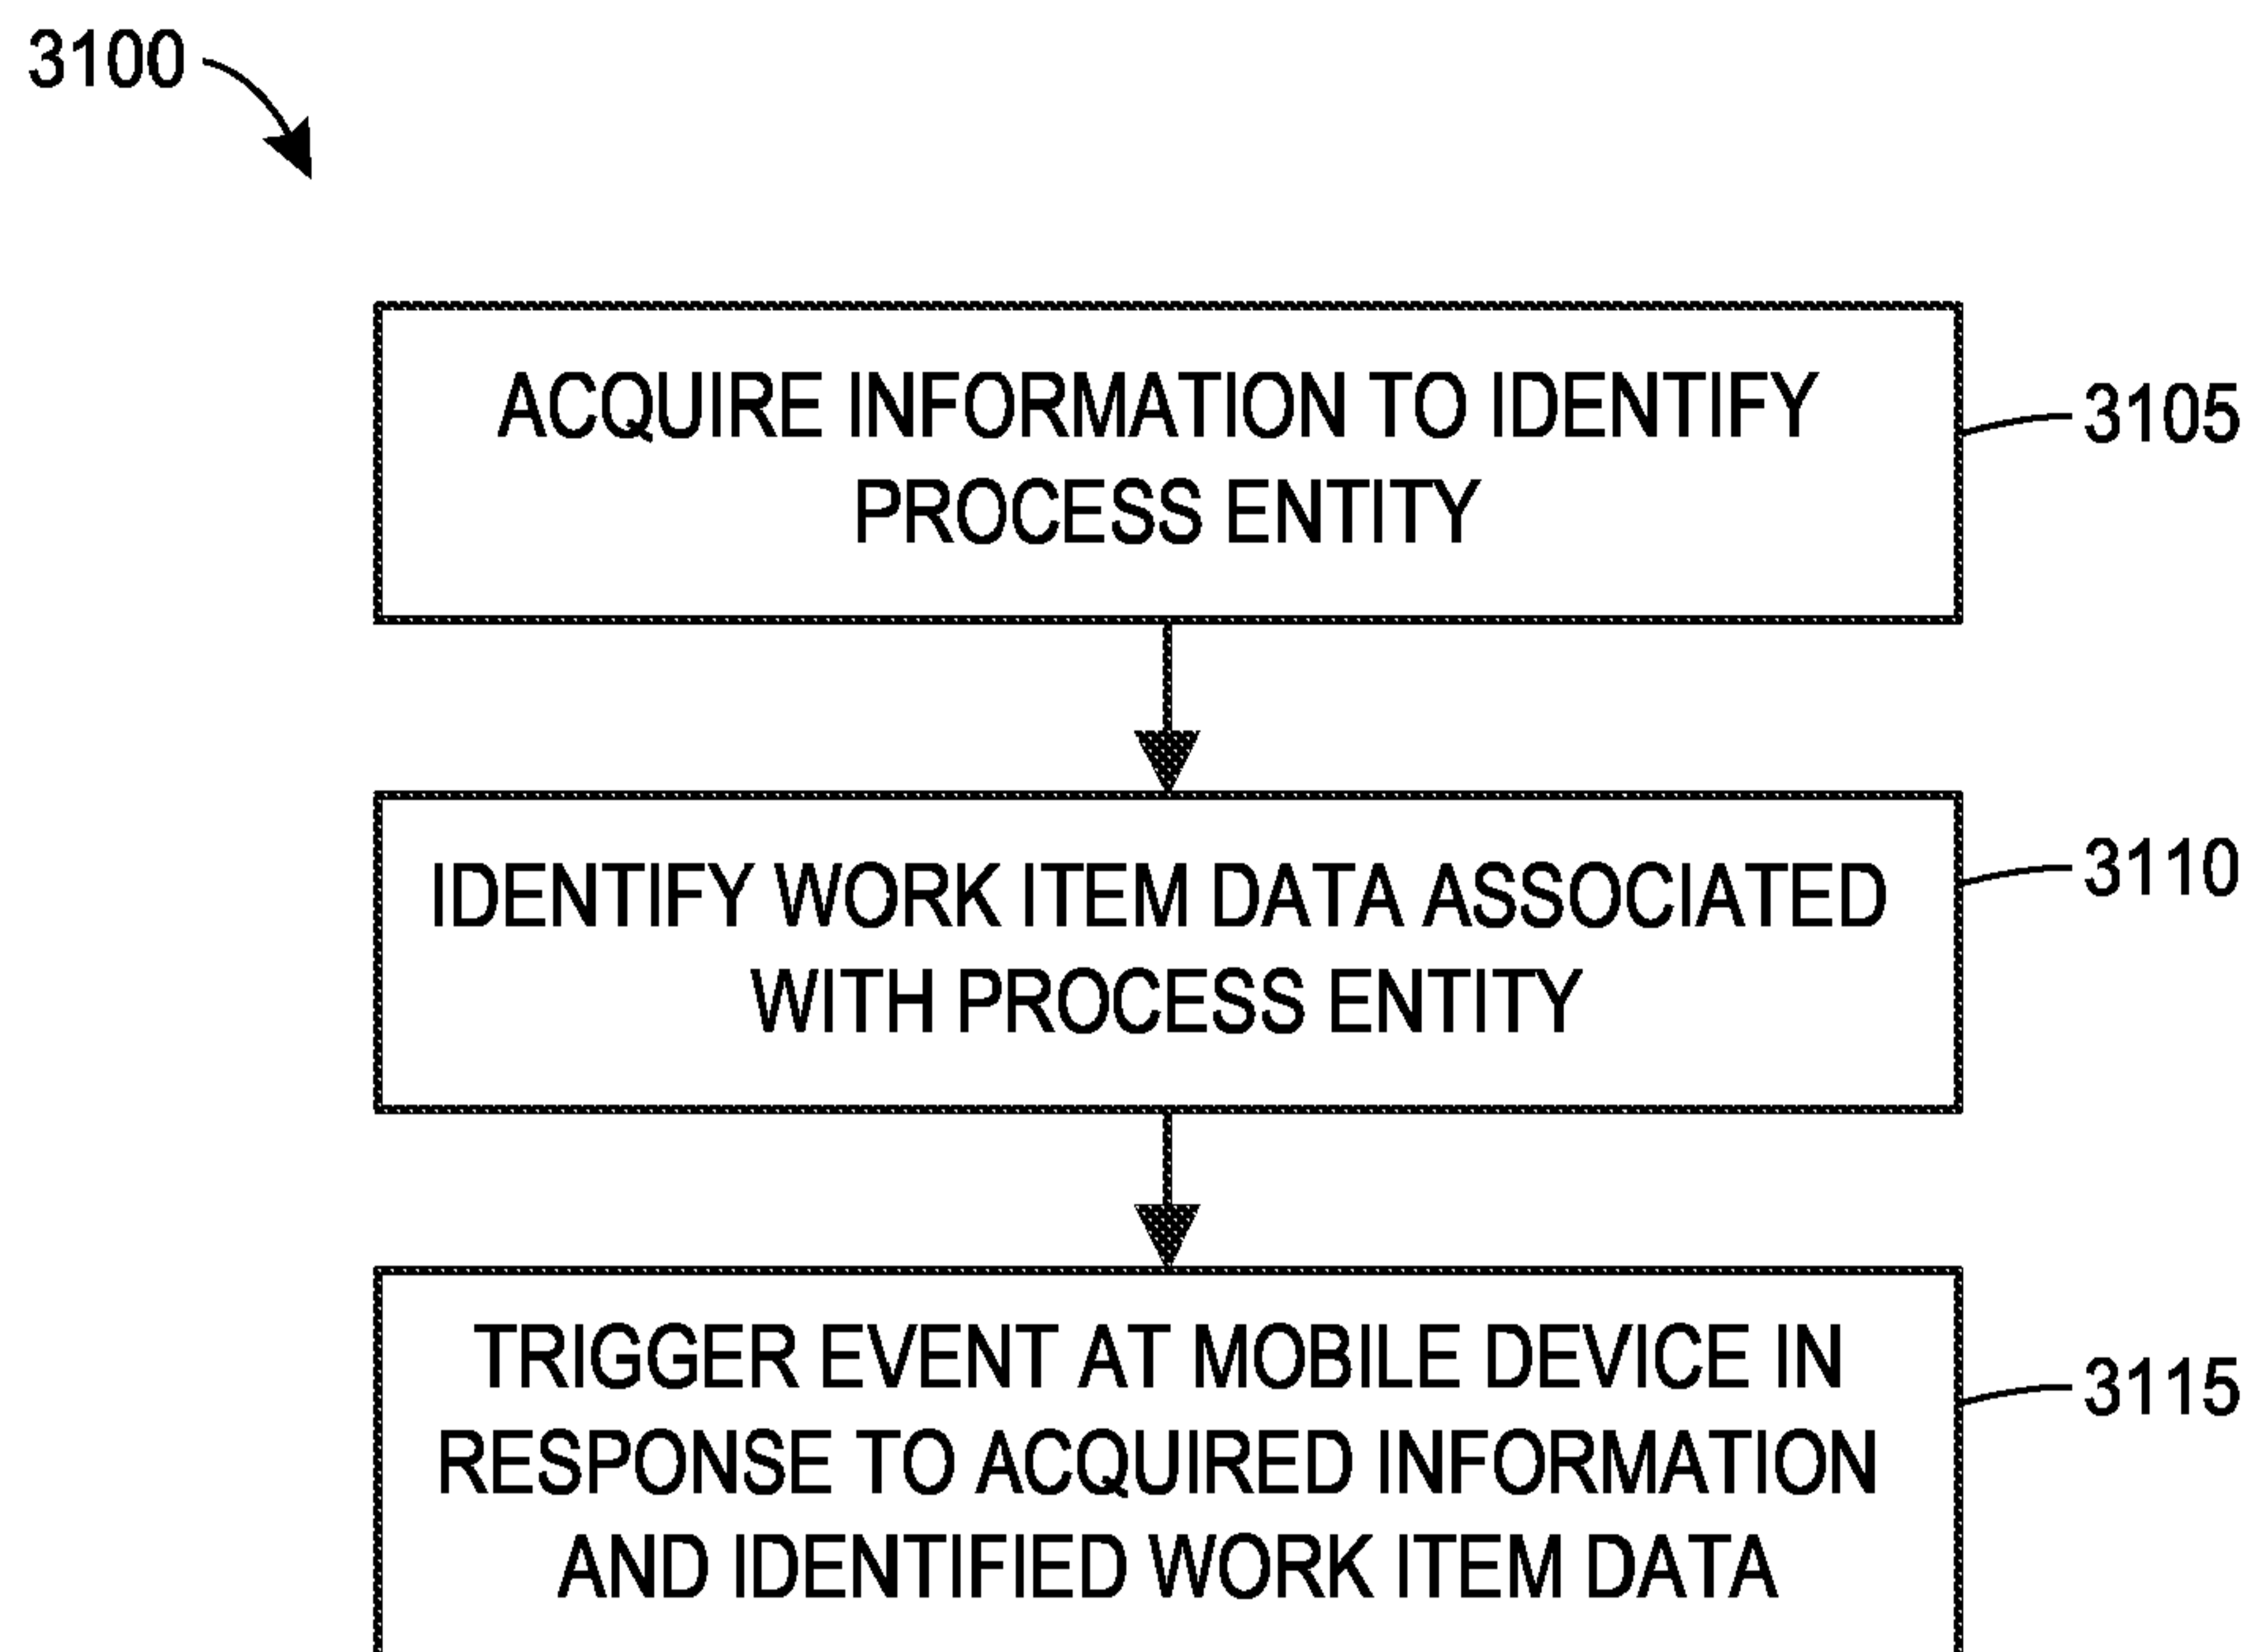 3100
ACQUIRE INFORMATION TO IDENTIFY
PROCESS ENTITY
3105
IDENTIFY WORK ITEM DATA ASSOCIATED
WITH PROCESS ENTITY
3110
TRIGGER EVENT AT MOBILE DEVICE IN
RESPONSE TO ACQUIRED INFORMATION
AND IDENTIFIED WORK ITEM DATA
3115